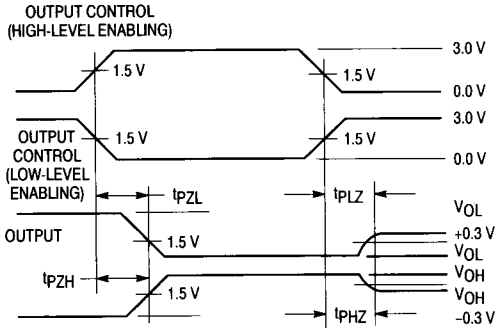 OUTPUT CONTROL
(HIGH-LEVEL ENABLING)
3.0 V
1.5 V
1.5 V
0.0 V
3.0 V
OUTPUT
CONTROL
(LOW-LEVEL
ENABLING)
1.5 V
1.5 V
0.0 V
tPZL
tPLZ
VOL
+0.3 V
OUTPUT
1.5 V
VOL
VOH
tPZH
1.5 V
VOH
tPHZ
–0.3 V